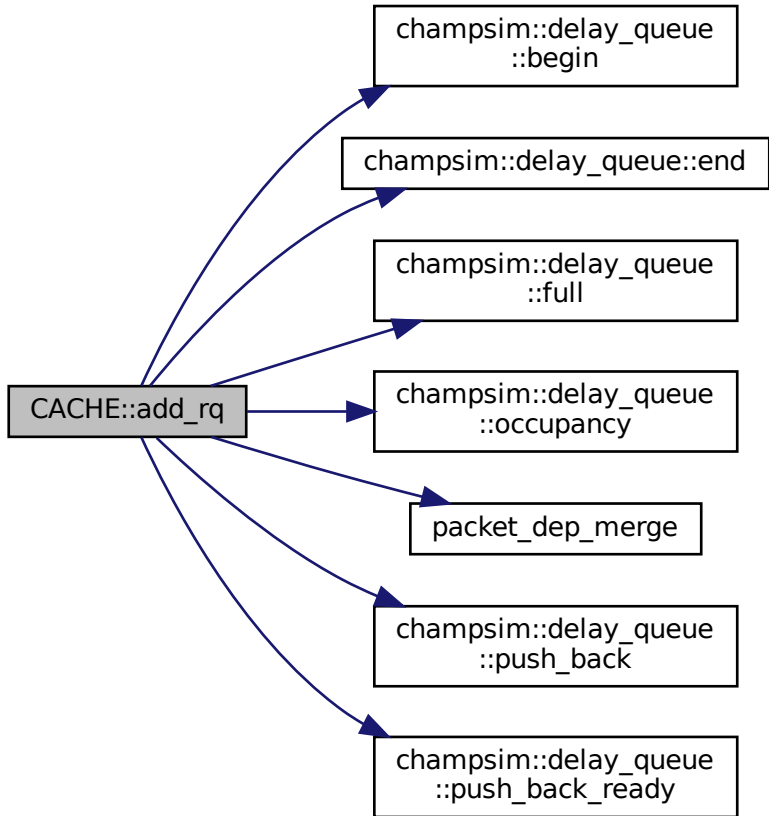 champsim::delay_queue
::begin
champsim::delay_queue::end
champsim::delay_queue
::full
CACHE::add_rq
champsim::delay_queue
::occupancy
packet_dep_merge
champsim::delay_queue
::push_back
champsim::delay_queue
::push_back_ready